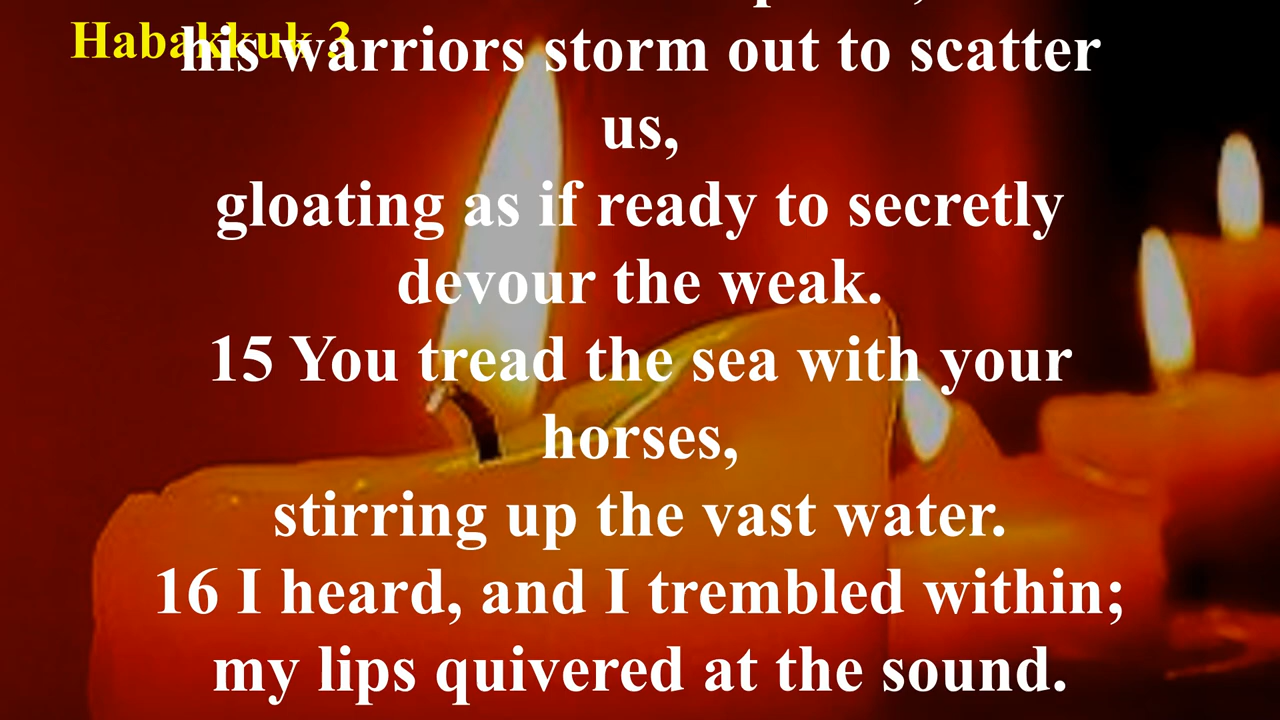 Habakkuk 3
his warriors storm out to scatter
us,
gloating as if ready to secretly
devour the weak.
15 You tread the sea with your
horses,
stirring up the vast water.
16 I heard, and I trembled within;
my lips quivered at the sound.